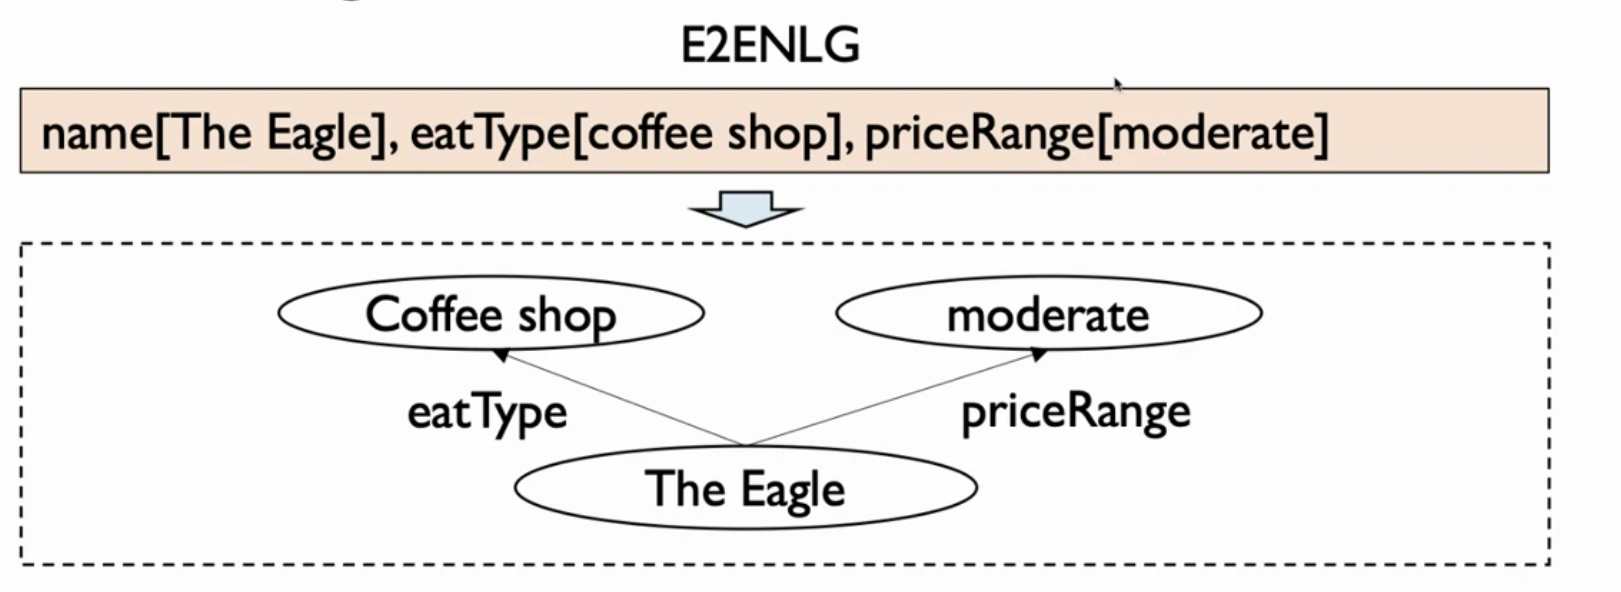 E2ENLG
name[The Eagle], eatType[coffee shop], priceRange[moderate]
Coffee shop
moderate
eatType
priceRange
The Eagle